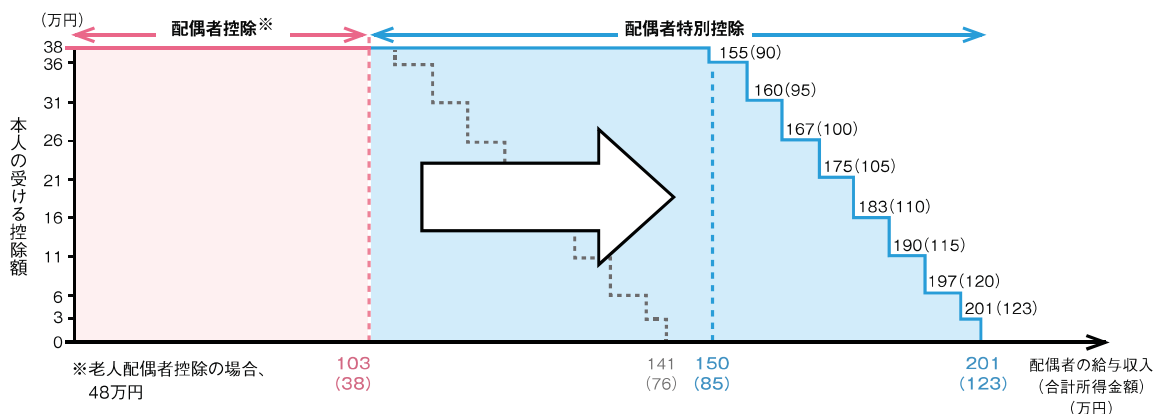 (万円)
配偶者控除※
配偶者特別控除
38
36
31
26
21
16
11
6
3
0
本人の受ける控除額
155(90)
160(95)
167(100)
175(105)
183(110)
190(115)
197(120)
201(123)
103
(38)
141
(76)
150
(85)
201
(123)
配偶者の給与収入
(合計所得金額)
(万円)
※老人配偶者控除の場合、
48万円